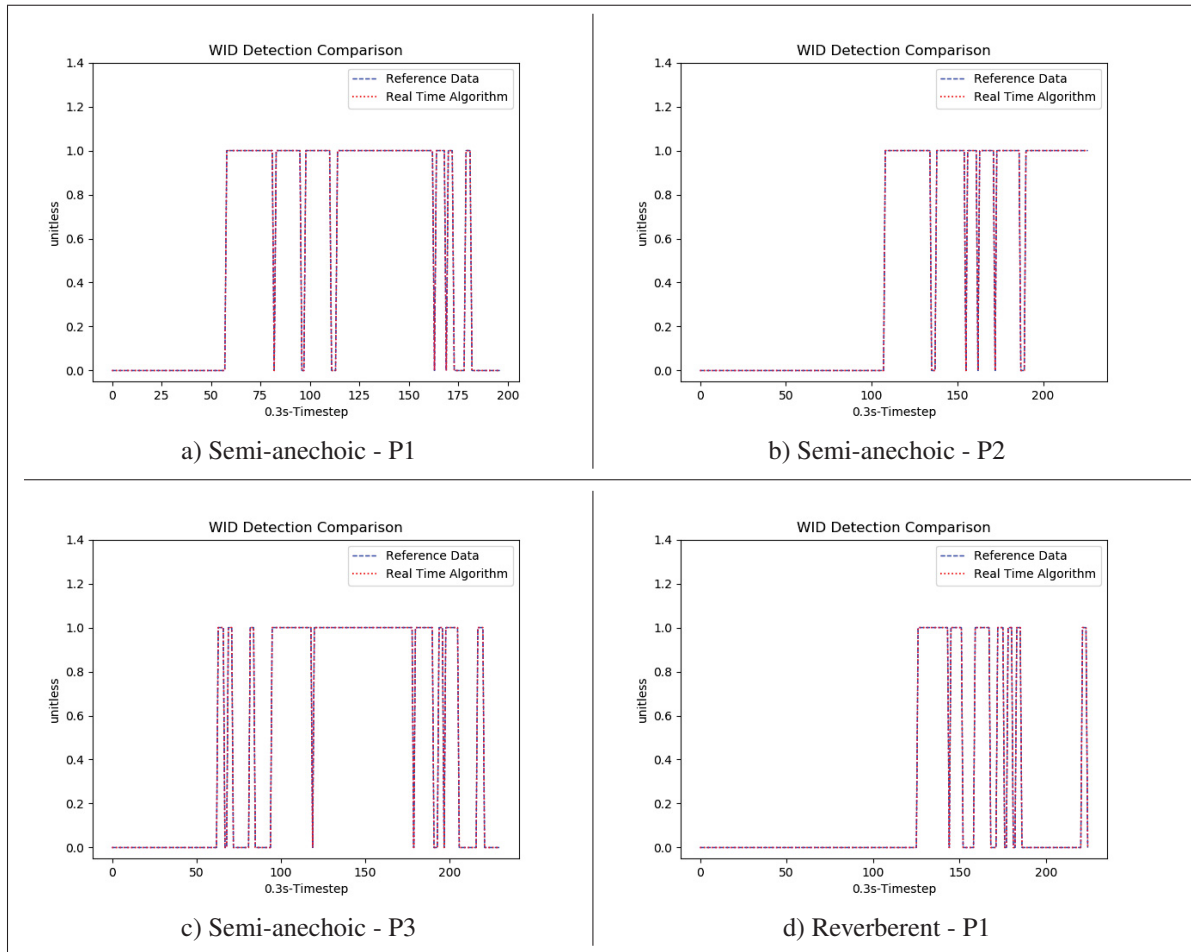 WID Detection Comparison
1.4
1.2
1.0
0.8
0.6
0.4
0.2
0.0
unitless
Reference Data
Real Time Algorithm
0 25 50 75 100 125 150 175 200
0.3s-Timestep
a) Semi-anechoic - P1
WID Detection Comparison
1.4
1.2
1.0
0.8
0.6
0.4
0.2
0.0
unitless
Reference Data
Real Time Algorithm
0 50 100 150 200
0.3s-Timestep
b) Semi-anechoic - P2
WID Detection Comparison
1.4
1.2
1.0
0.8
0.6
0.4
0.2
0.0
unitless
Reference Data
Real Time Algorithm
0 50 100 150 200
0.3s-Timestep
c) Semi-anechoic - P3
WID Detection Comparison
1.4
1.2
1.0
0.8
0.6
0.4
0.2
0.0
unitless
Reference Data
Real Time Algorithm
0 50 100 150 200
0.3s-Timestep
d) Reverberent - P1